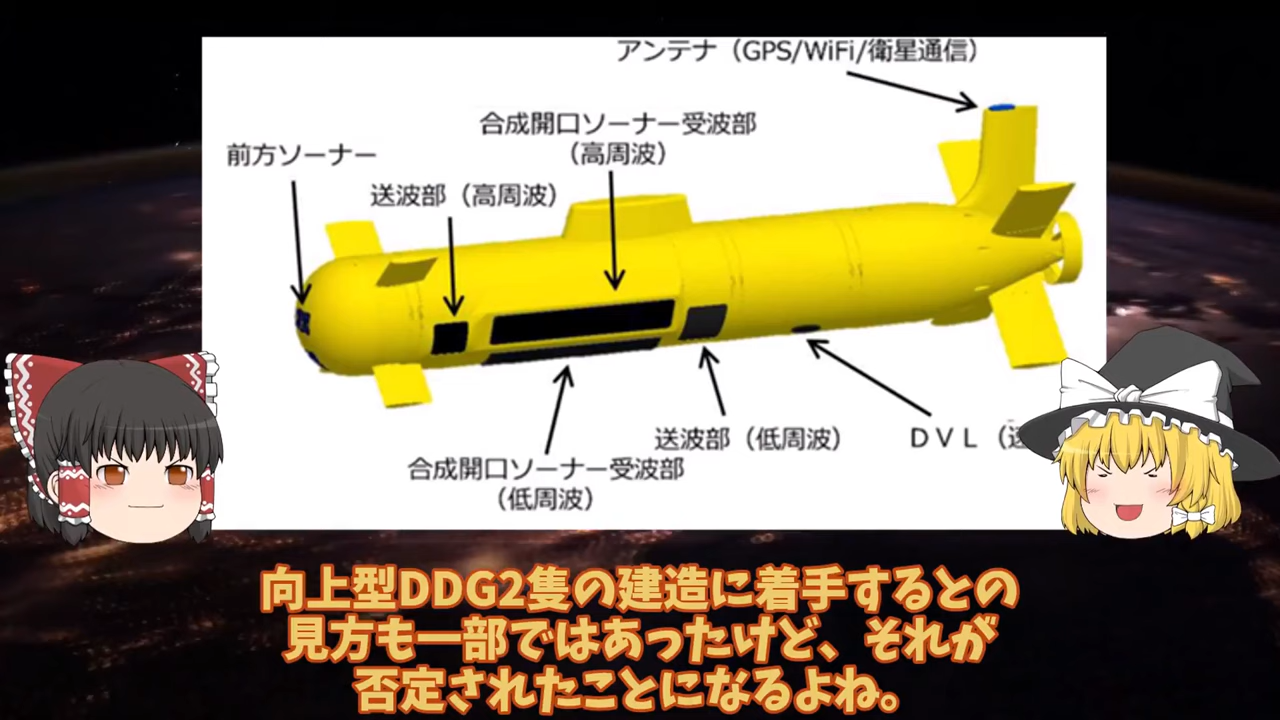 アンテナ（GPS/WiFi/衛星通信）
合成開口ソーナー受波部
（高周波）
前方ソーナー
送波部（高周波）
送波部（低周波）
ＤＶＬ（
合成開口ソーナー受波部
（低周波）
向上型DDG2隻の建造に着手するとの
見方も一部ではあったけど、それが
否定されたことになるよね。